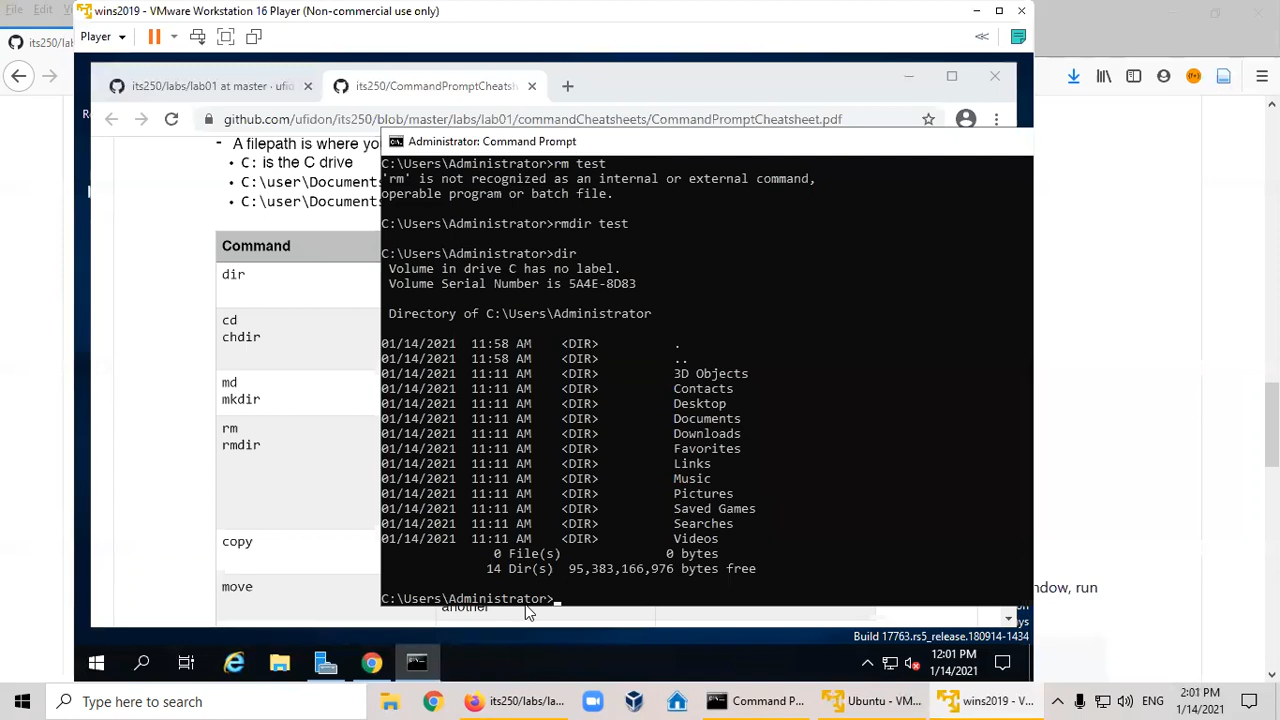 File Edit
wins2019 - VMware Workstation 16 Player (Non-commercial use only)
Player
its250/lab
its250/labs/lab01 at master · ufid
its250/CommandPromptCheatsh
github.com/ufidon/its250/blob/master/labs/lab01/commandCheatsheets/CommandPromptCheatsheet.pdf
- A filepath is where you
• C: is the C drive
• C:\user\Document
• C:\user\Document
Command
dir
cd
chdir
md
mkdir
rm
rmdir
copy
move
another
Administrator: Command Prompt
C:\Users\Administrator>rm test
'rm' is not recognized as an internal or external command,
operable program or batch file.
C:\Users\Administrator>rmdir test
C:\Users\Administrator>dir
Volume in drive C has no label.
Volume Serial Number is 5A4E-8D83
Directory of C:\Users\Administrator
01/14/2021 11:58 AM <DIR> .
01/14/2021 11:58 AM <DIR> ..
01/14/2021 11:11 AM <DIR> 3D Objects
01/14/2021 11:11 AM <DIR> Contacts
01/14/2021 11:11 AM <DIR> Desktop
01/14/2021 11:11 AM <DIR> Documents
01/14/2021 11:11 AM <DIR> Downloads
01/14/2021 11:11 AM <DIR> Favorites
01/14/2021 11:11 AM <DIR> Links
01/14/2021 11:11 AM <DIR> Music
01/14/2021 11:11 AM <DIR> Pictures
01/14/2021 11:11 AM <DIR> Saved Games
01/14/2021 11:11 AM <DIR> Searches
01/14/2021 11:11 AM <DIR> Videos
0 File(s) 0 bytes
14 Dir(s) 95,383,166,976 bytes free
C:\Users\Administrator>
ndow, run
Build 17763.rs5_release.180914-1434
12:01 PM
1/14/2021
Type here to search
its250/labs/la...
Command P...
Ubuntu - VM...
wins2019 - V...
ENG
2:01 PM
1/14/2021